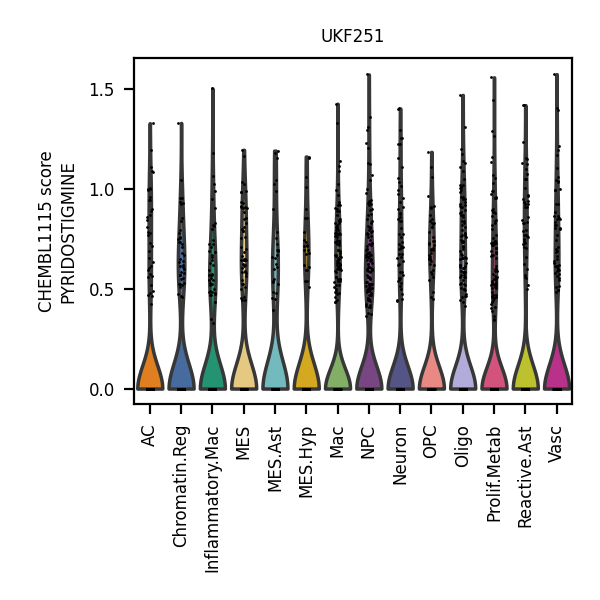 UKF251
CHEMBL1115 score
PYRIDOSTIGMINE
1.5
1.0
0.5
0.0
AC
Chromatin.Reg
Inflammatory.Mac
MES
MES.Ast
MES.Hyp
Mac
NPC
Neuron
OPC
Oligo
Prolif.Metab
Reactive.Ast
Vasc